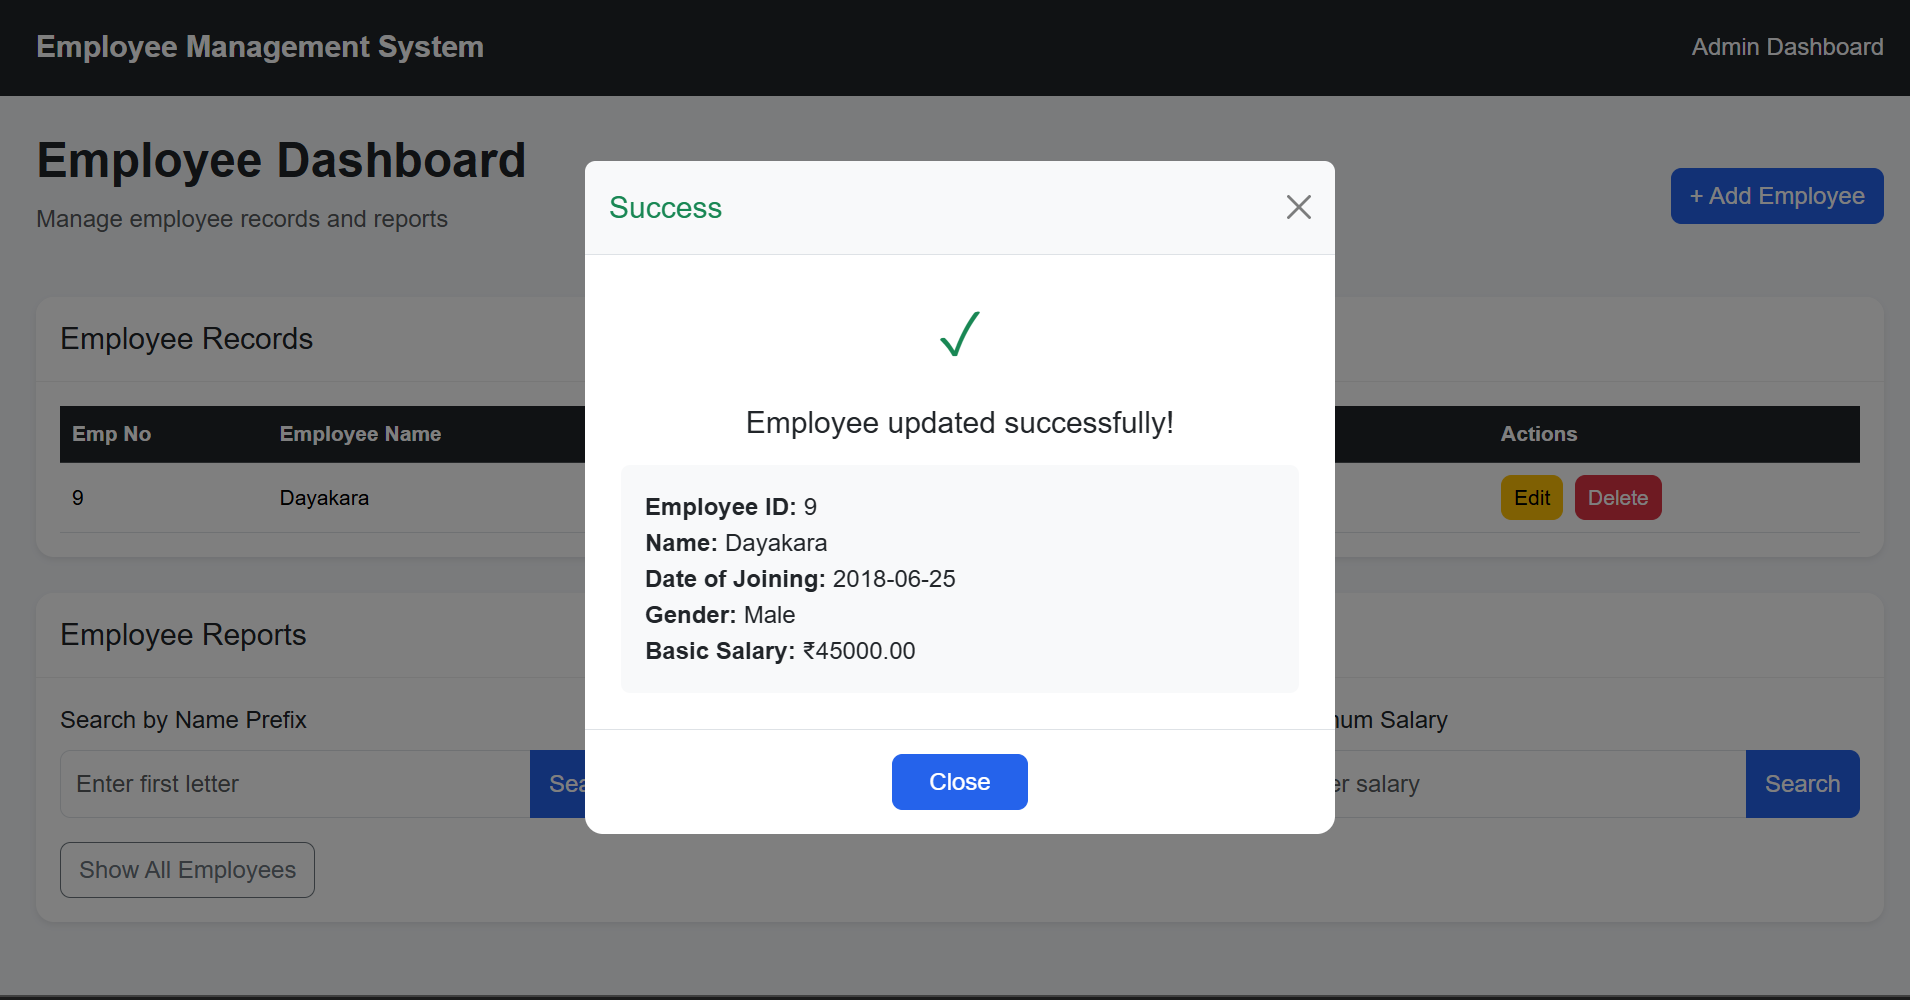 Employee Management System
Admin Dashboard
Employee Dashboard
Manage employee records and reports
+ Add Employee
Success
Employee updated successfully!
Employee ID: 9
Name: Dayakara
Date of Joining: 2018-06-25
Gender: Male
Basic Salary: ₹45000.00
Close
Employee Records
Emp No Employee Name Actions
9 Dayakara Edit Delete
Employee Reports
Search by Name Prefix Salary
Enter first letter salary Search
Show All Employees